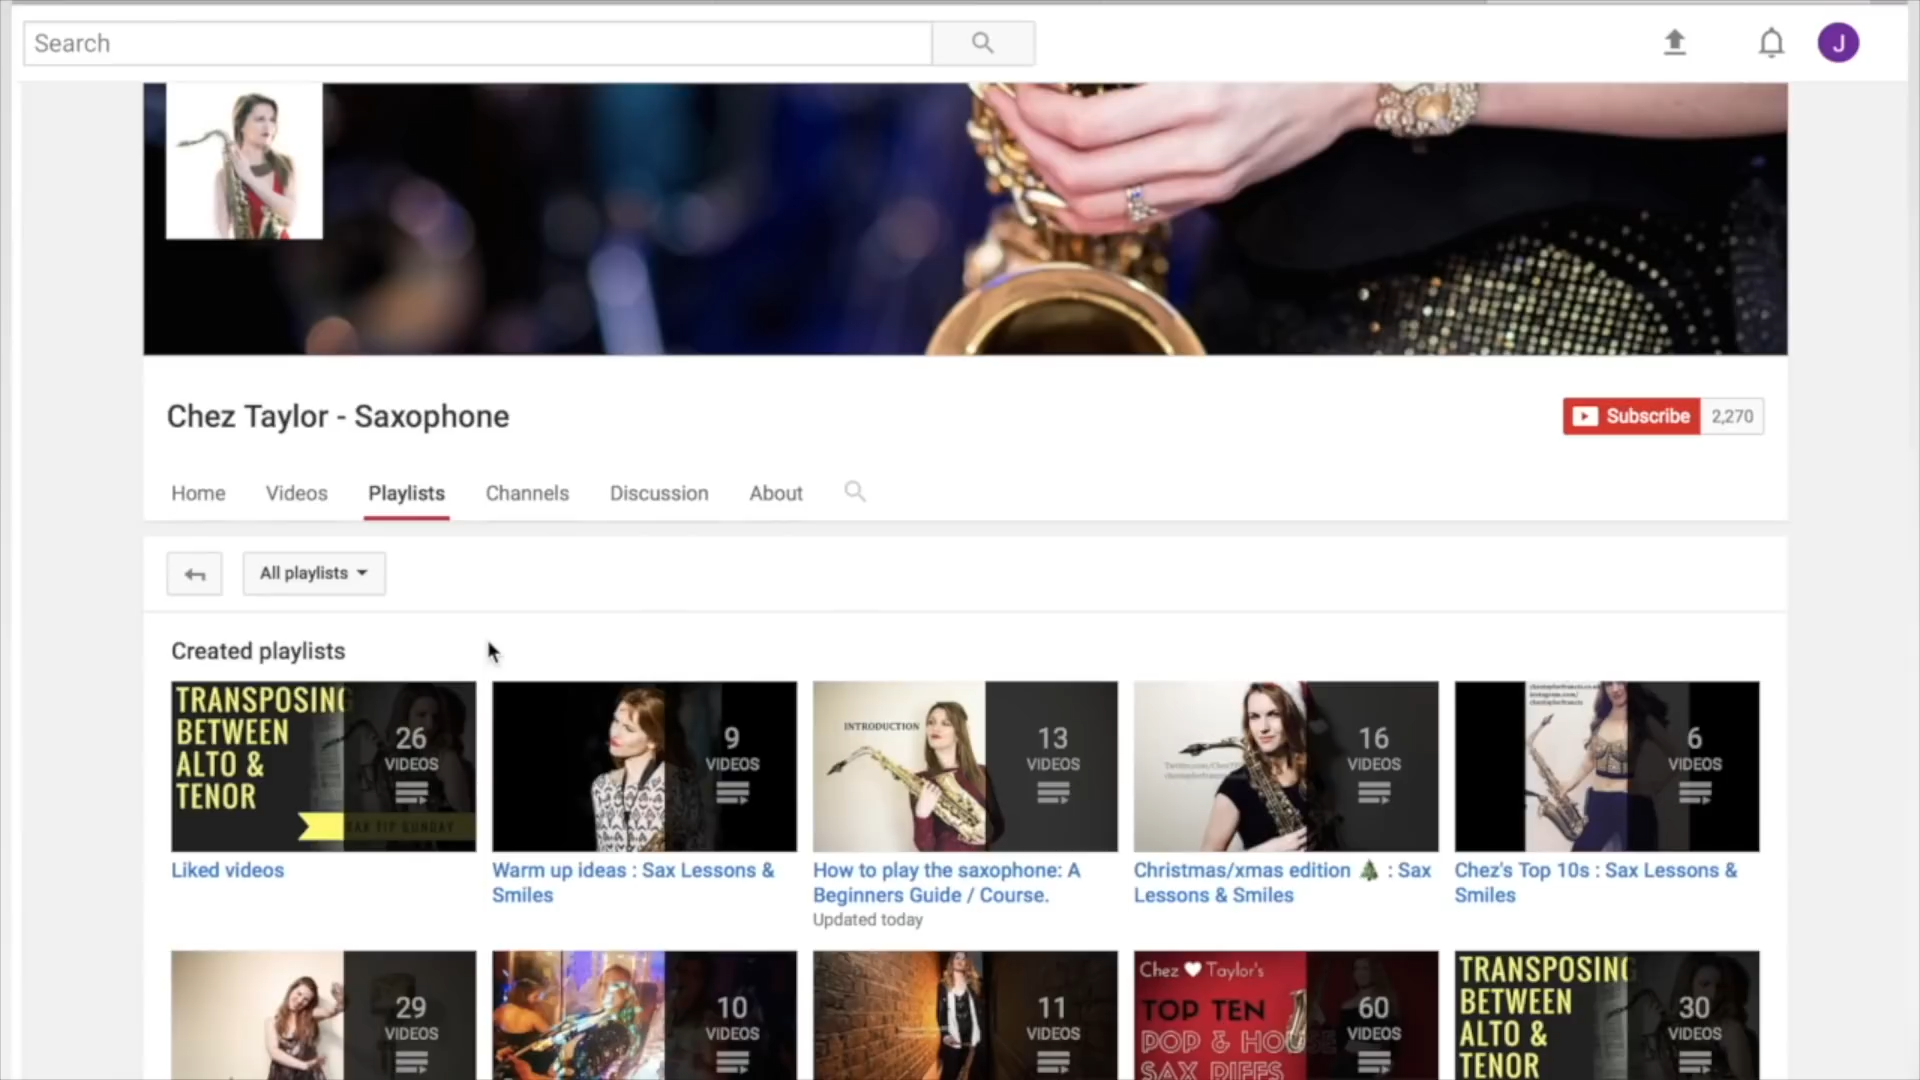 Search
J
Chez Taylor - Saxophone
Subscribe 2,270
Home Videos Playlists Channels Discussion About
All playlists
Created playlists
TRANSPOSING
BETWEEN
ALTO &
TENOR
SAX TIP SUNDAY
26
VIDEOS
Liked videos
9
VIDEOS
Warm up ideas : Sax Lessons &
Smiles
INTRODUCTION
13
VIDEOS
How to play the saxophone: A
Beginners Guide / Course.
Updated today
16
VIDEOS
Christmas/xmas edition 🎄 : Sax
Lessons & Smiles
6
VIDEOS
Chez's Top 10s : Sax Lessons &
Smiles
29
VIDEOS
10
VIDEOS
11
VIDEOS
Chez ♥ Taylor's
TOP TEN
POP & HOUSE
SAX RIFFS
60
VIDEOS
TRANSPOSING
BETWEEN
ALTO &
TENOR
30
VIDEOS